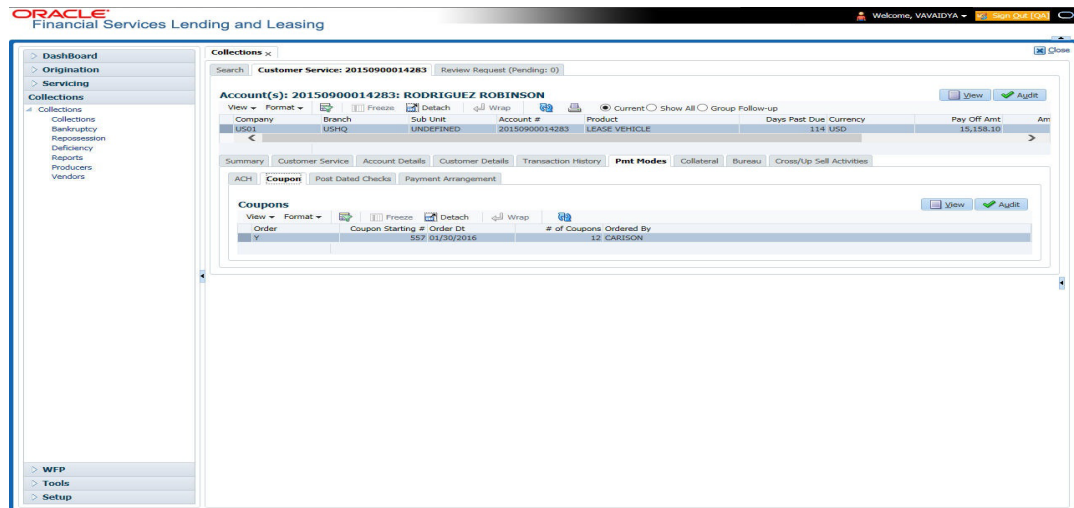 ORACLE
Financial Services Lending and Leasing
Welcome, VAVAIDYA
Sign Out [QA]
DashBoard
Origination
Servicing
Collections
Collections
Collections
Bankruptcy
Repossession
Deficiency
Reports
Producers
Vendors
WFP
Tools
Setup
Collections x
Close
Search Customer Service: 20150900014283 Review Request (Pending: 0)
Account(s): 20150900014283: RODRIGUEZ ROBINSON
View Audit
View Format Freeze Detach Wrap Current Show All Group Follow-up
Company Branch Sub Unit Account # Product Days Past Due Currency Pay Off Amt Am
US01 USHQ UNDEFINED 20150900014283 LEASE VEHICLE 114 USD 15,158.10
Summary Customer Service Account Details Customer Details Transaction History Pmt Modes Collateral Bureau Cross/Up Sell Activities
ACH Coupon Post Dated Checks Payment Arrangement
Coupons
View Audit
View Format Freeze Detach Wrap
Order Coupon Starting # Order Dt # of Coupons Ordered By
Y 557 01/30/2016 12 CARISON